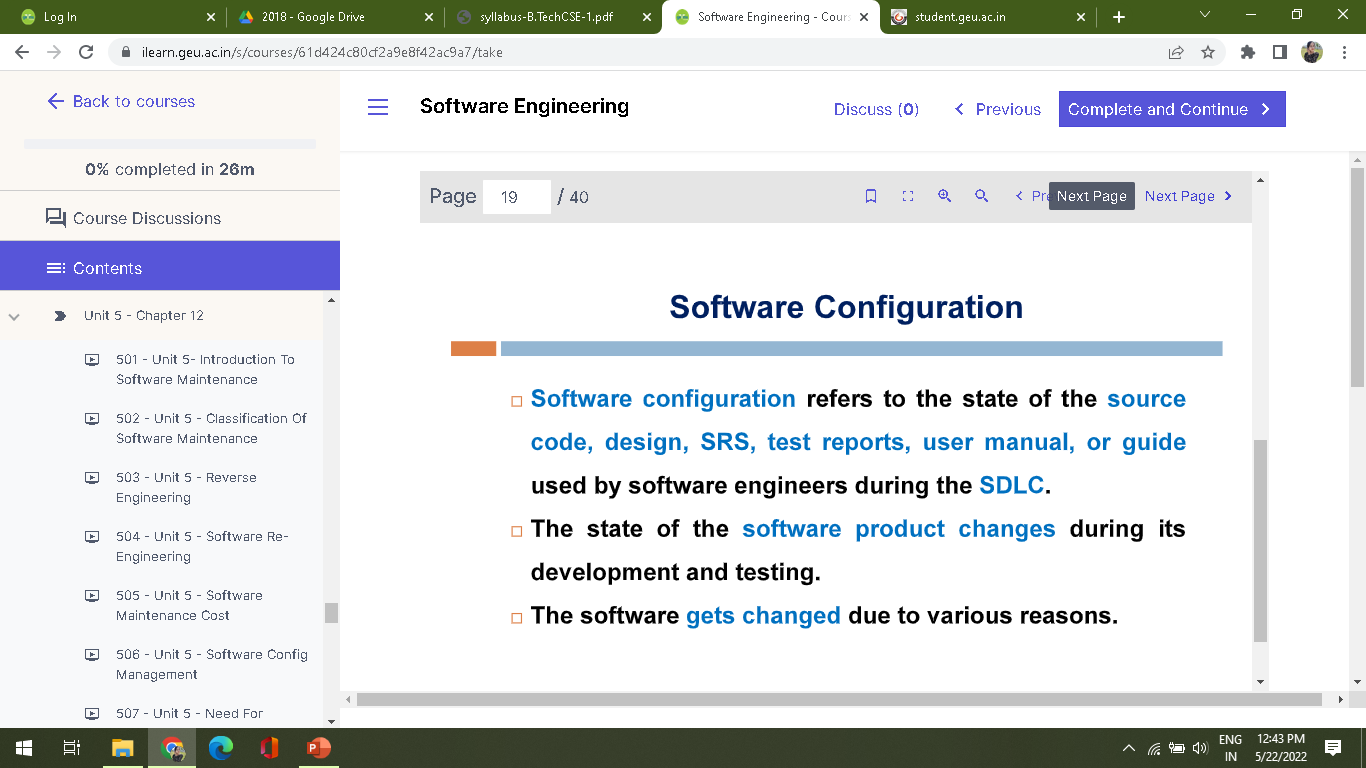 Log In
2018 - Google Drive
syllabus-B.TechCSE-1.pdf
Software Engineering - Cour
student.geu.ac.in
ilearn.geu.ac.in/s/courses/61d424c80cf2a9e8f42ac9a7/take
Back to courses
0% completed in 26m
Course Discussions
Contents
Unit 5 - Chapter 12
501 - Unit 5- Introduction To
Software Maintenance
502 - Unit 5 - Classification Of
Software Maintenance
503 - Unit 5 - Reverse
Engineering
504 - Unit 5 - Software Re-
Engineering
505 - Unit 5 - Software
Maintenance Cost
506 - Unit 5 - Software Config
Management
507 - Unit 5 - Need For
Software Engineering
Discuss (0)
Previous
Complete and Continue
Page 19 / 40
Pre
Next Page
Next Page
Software Configuration
Software configuration refers to the state of the source
code, design, SRS, test reports, user manual, or guide
used by software engineers during the SDLC.
The state of the software product changes during its
development and testing.
The software gets changed due to various reasons.
ENG
IN
12:43 PM
5/22/2022